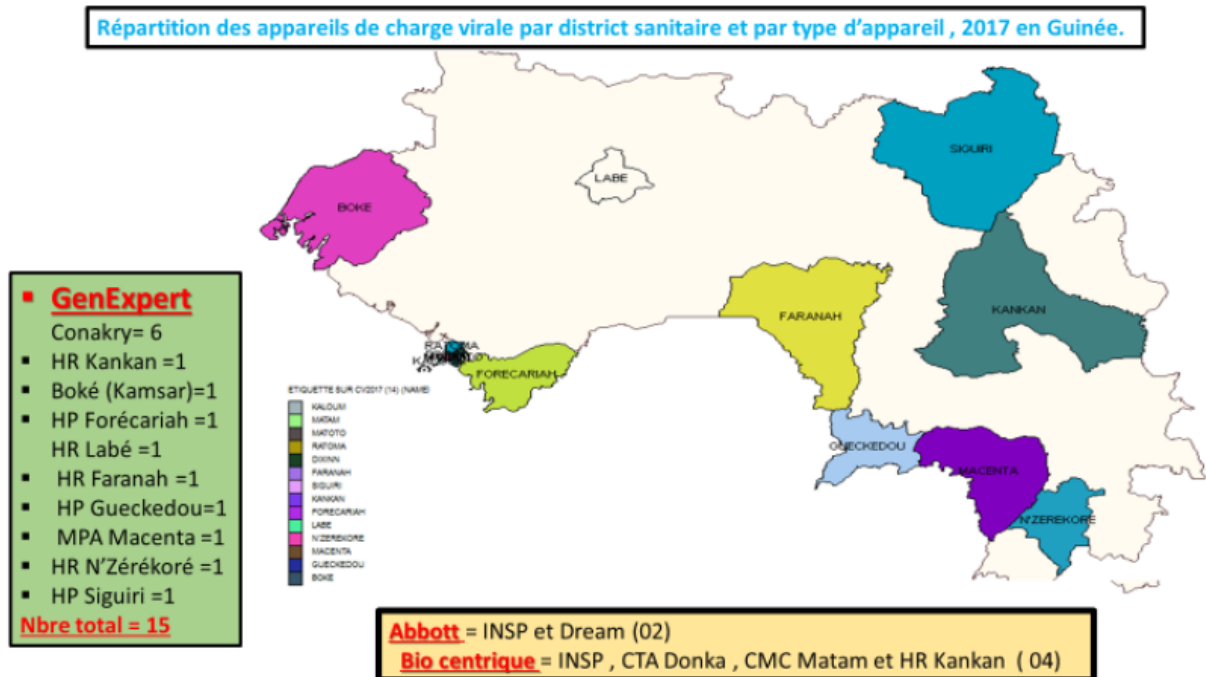 Répartition des appareils de charge virale par district sanitaire et par type d'appareil , 2017 en Guinée.
SIGUIRI
LABE
BOKE
KANKAN
FARANAH
RATOMA
FORECARIAH
GUECKEDOU
MACENTA
N'ZEREKORE
▪ GenExpert
Conakry= 6
▪ HR Kankan =1
▪ Boké (Kamsar)=1
▪ HP Forécariah =1
HR Labé =1
▪ HR Faranah =1
▪ HP Gueckedou=1
▪ MPA Macenta =1
▪ HR N'Zérékoré =1
▪ HP Siguiri =1
Nbre total = 15
ETIQUETTE SUR CV2017 (14) (NAME)
KALOUM
MATAM
MATOTO
RATOMA
DIXINN
FARANAH
SIGUIRI
KANKAN
FORECARIAH
LABE
N'ZEREKORE
MACENTA
GUECKEDOU
BOKE
Abbott = INSP et Dream (02)
Bio centrique = INSP , CTA Donka , CMC Matam et HR Kankan ( 04)